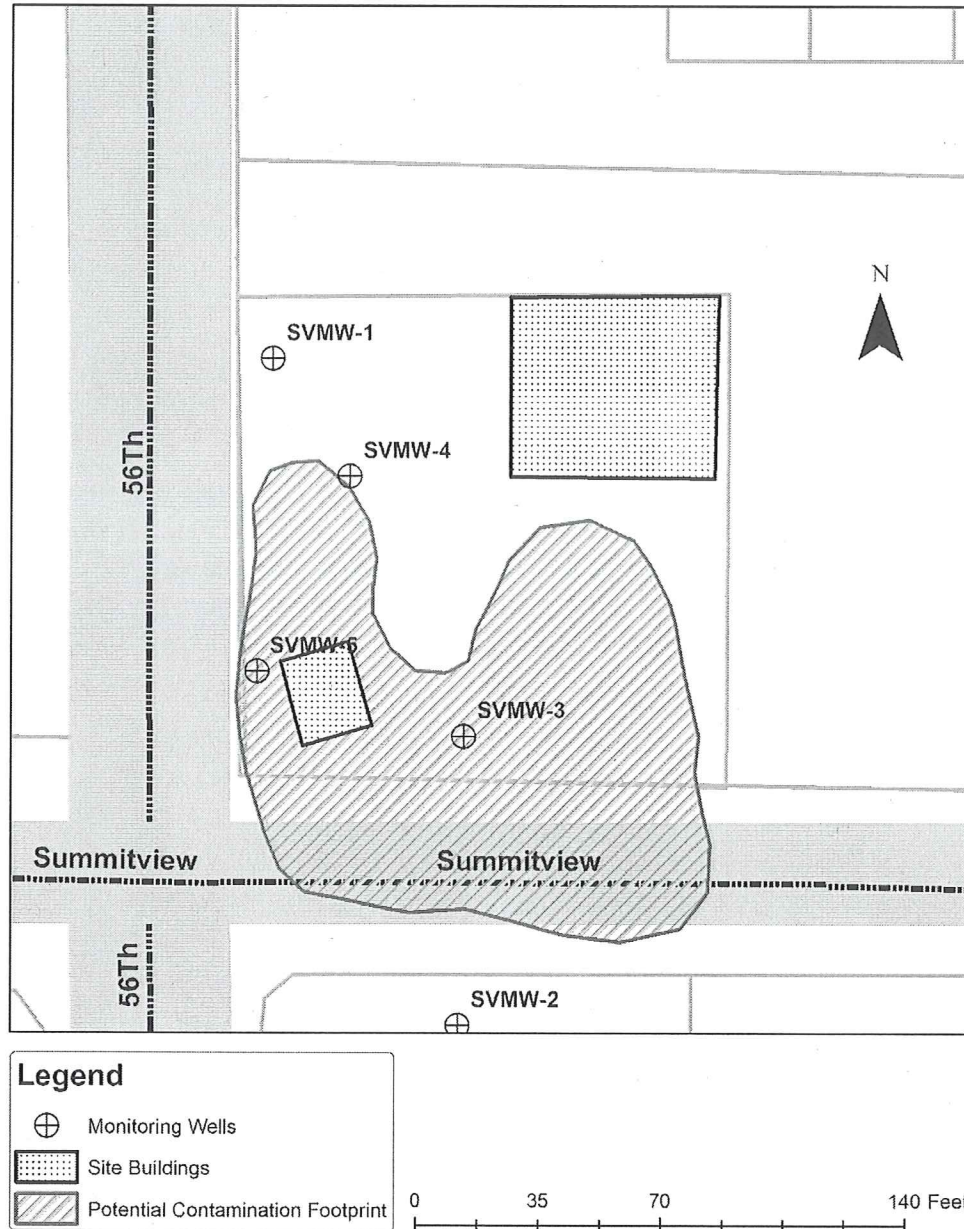 N
SVMW-1
56Th
SVMW-4
SVMW-6
SVMW-3
Summitview
Summitview
56Th
SVMW-2
Legend
Monitoring Wells
Site Buildings
Potential Contamination Footprint
0 35 70 140 Feet